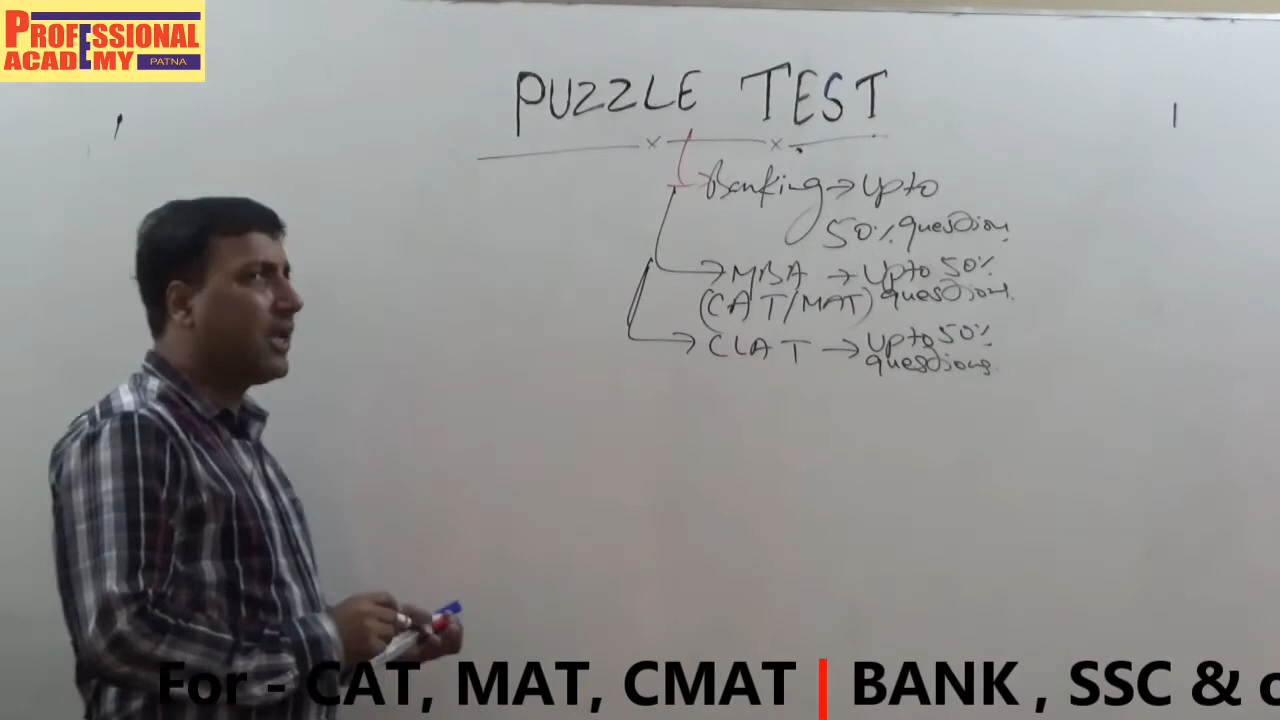 PROFESSIONAL
ACADEMY
PATNA
PUZZLE TEST
Banking → Upto
50% question
MBA → Upto 50%
(CAT/MAT) questions.
CLAT → Upto 50%
questions.
For - CAT, MAT, CMAT | BANK , SSC & o